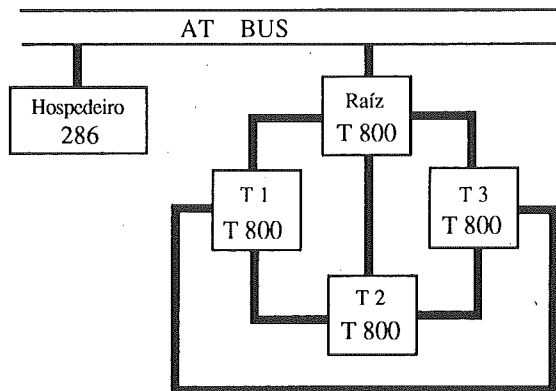 AT BUS
Hospedeiro
286
Raíz
T 800
T 1
T 800
T 3
T 800
T 2
T 800